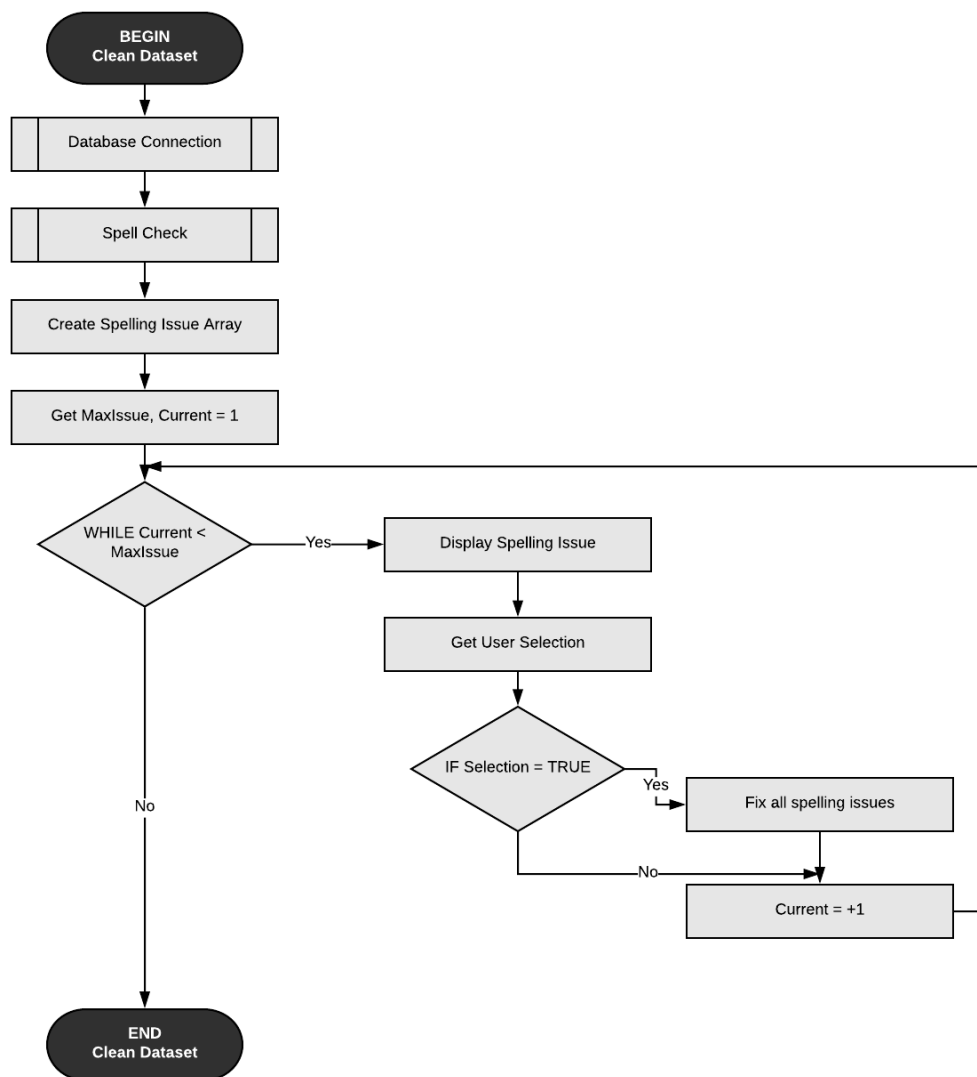 BEGIN
Clean Dataset
Database Connection
Spell Check
Create Spelling Issue Array
Get MaxIssue, Current = 1
WHILE Current <
MaxIssue
Yes
Display Spelling Issue
Get User Selection
IF Selection = TRUE
Yes
Fix all spelling issues
No
No
Current = +1
END
Clean Dataset